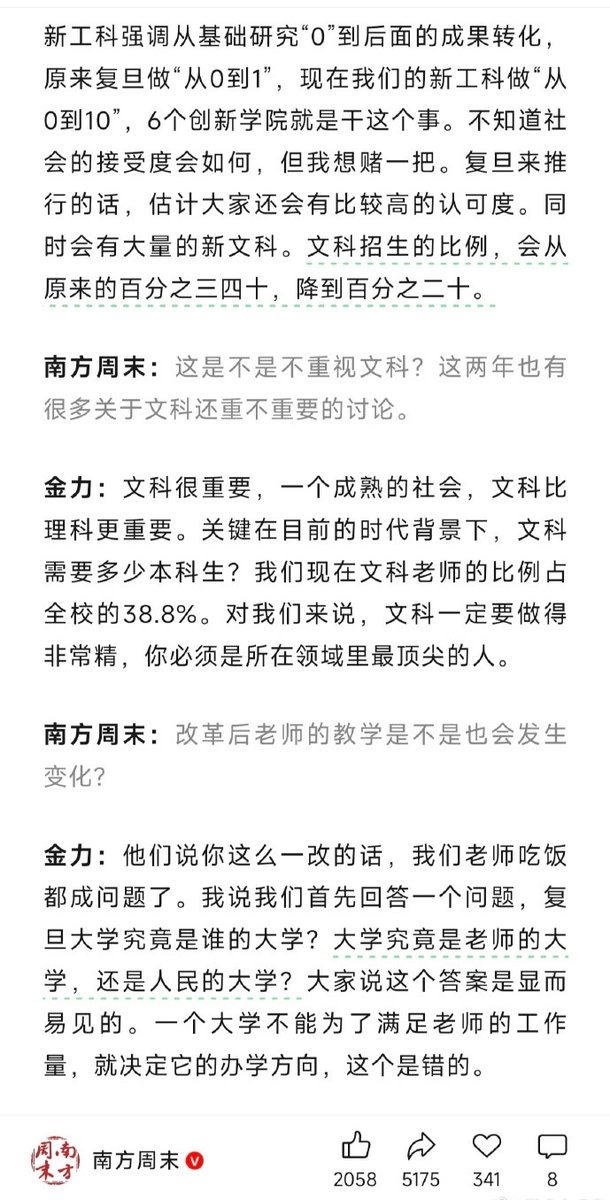 新工科强调从基础研究“0”到后面的成果转化，
原来复旦做“从0到1”，现在我们的新工科做“从
0到10”，6个创新学院就是干这个事。不知道社
会的接受度会如何，但我想赌一把。复旦来推
行的话，估计大家还会有比较高的认可度。同
时会有大量的新文科。文科招生的比例，会从
原来的百分之三四十，降到百分之二十。
南方周末：这是不是不重视文科？这两年也有
很多关于文科还重不重要的讨论。
金力：文科很重要，一个成熟的社会，文科比
理科更重要。关键在目前的时代背景下，文科
需要多少本科生？我们现在文科老师的比例占
全校的38.8%。对我们来说，文科一定要做得
非常精，你必须是所在领域里最顶尖的人。
南方周末：改革后老师的教学是不是也会发生
变化？
金力：他们说你这么一改的话，我们老师吃饭
都成问题了。我说我们首先回答一个问题，复
旦大学究竟是谁的大学？大学究竟是老师的大
学，还是人民的大学？大家说这个答案是显而
易见的。一个大学不能为了满足老师的工作
量，就决定它的办学方向，这个是错的。
南方周末
南方周末
2058
5175
341
8